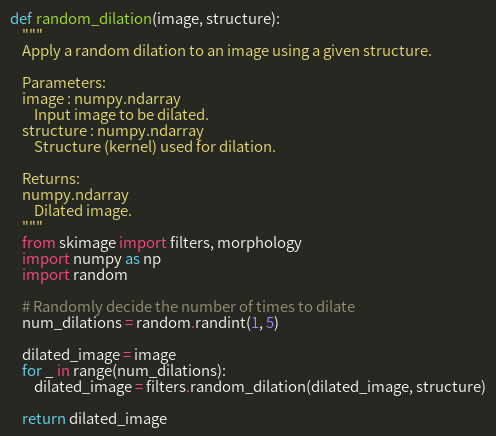 def random_dilation(image, structure):
    """
    Apply a random dilation to an image using a given structure.

    Parameters:
    image : numpy.ndarray
        Input image to be dilated.
    structure : numpy.ndarray
        Structure (kernel) used for dilation.

    Returns:
    numpy.ndarray
        Dilated image.
    """
    from skimage import filters, morphology
    import numpy as np
    import random

    # Randomly decide the number of times to dilate
    num_dilations = random.randint(1, 5)

    dilated_image = image
    for _ in range(num_dilations):
        dilated_image = filters.random_dilation(dilated_image, structure)

    return dilated_image